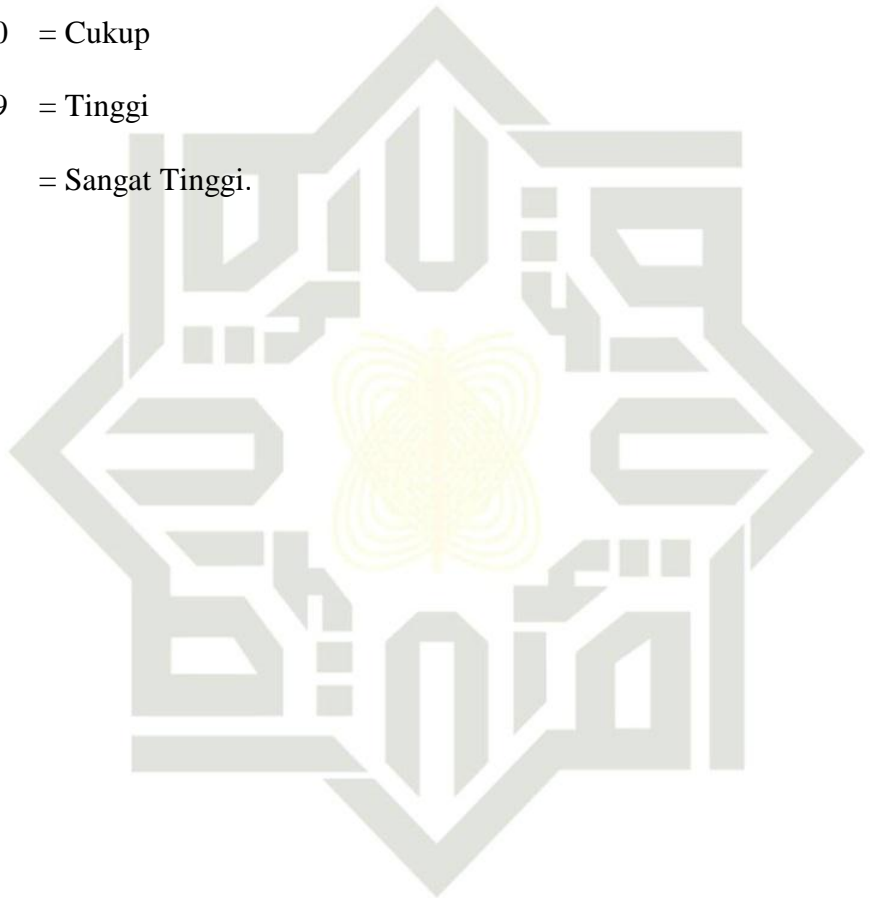 0 = Cukup
9 = Tinggi
= Sangat Tinggi.